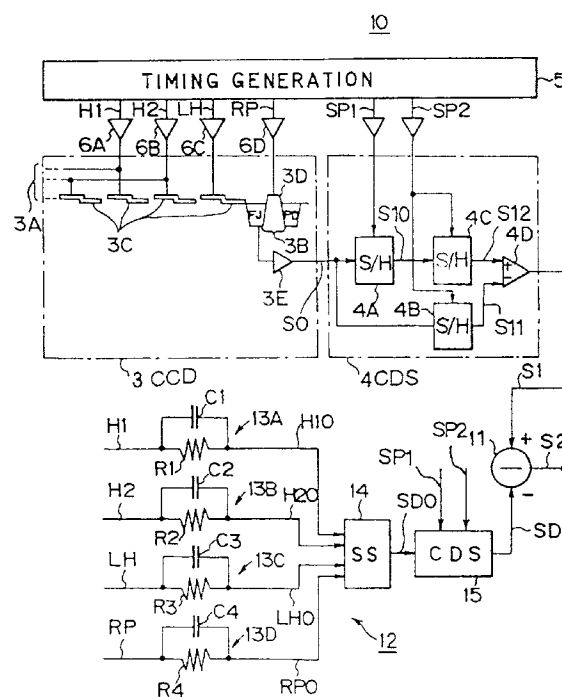 10
TIMING GENERATION
5
H1 H2 LH RP SP1 SP2
6A 6B 6C 6D
3A
3D
3C
FJ
PD
3B
3E
S0
S10
4C
S12
4D
S/H
S/H
+
−
4A
4B
S/H
S11
3 CCD
4CDS
S1
C1
H1
13A
H10
R1
SP1
SP2
11
+
−
S2
−
C2
H2
13B
H20
R2
14
SD0
SS
CDS
15
SD
C3
LH
13C
R3
LH0
12
C4
RP
13D
R4
RP0